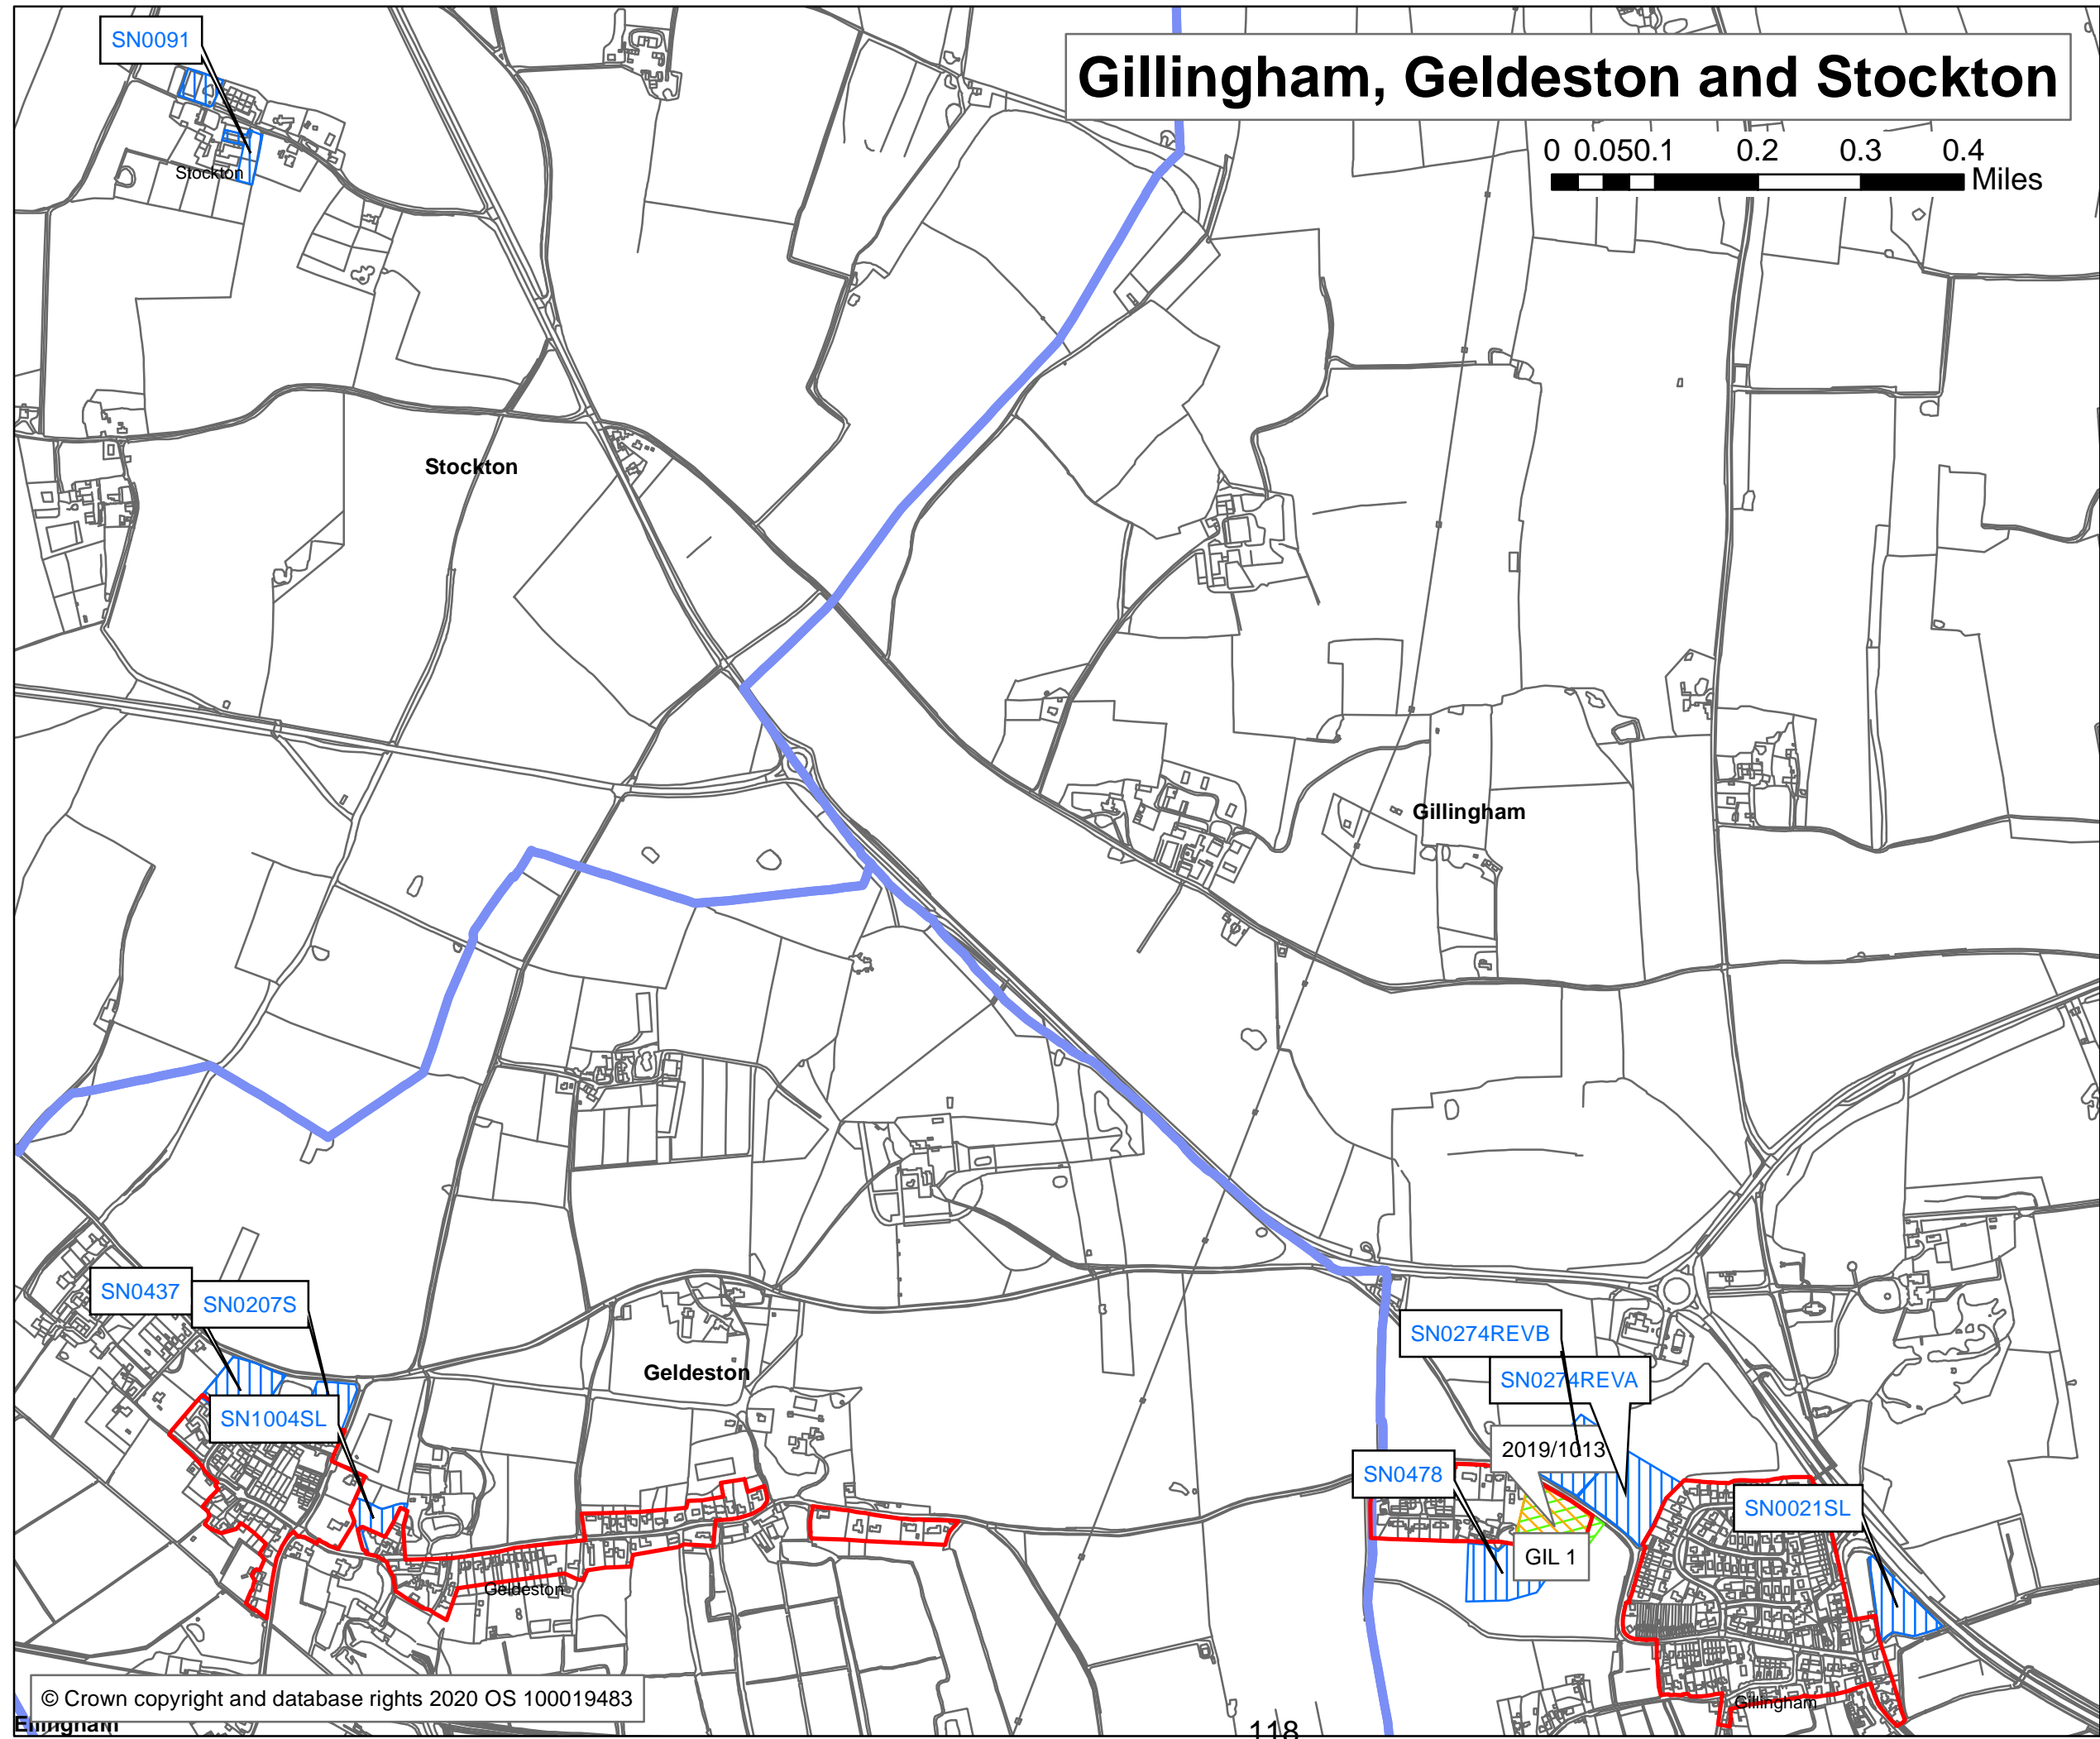 SN0091
Gillingham, Geldeston and Stockton
0 0.050.1 0.2 0.3 0.4
Miles
Stockton
Stockton
Gillingham
SN0437
SN0207S
SN1004SL
Geldeston
SN0274REVB
SN0274REVA
2019/1013
SN0478
SN0021SL
GIL 1
Geldeston
Gillingham
© Crown copyright and database rights 2020 OS 100019483
Ellingham
118